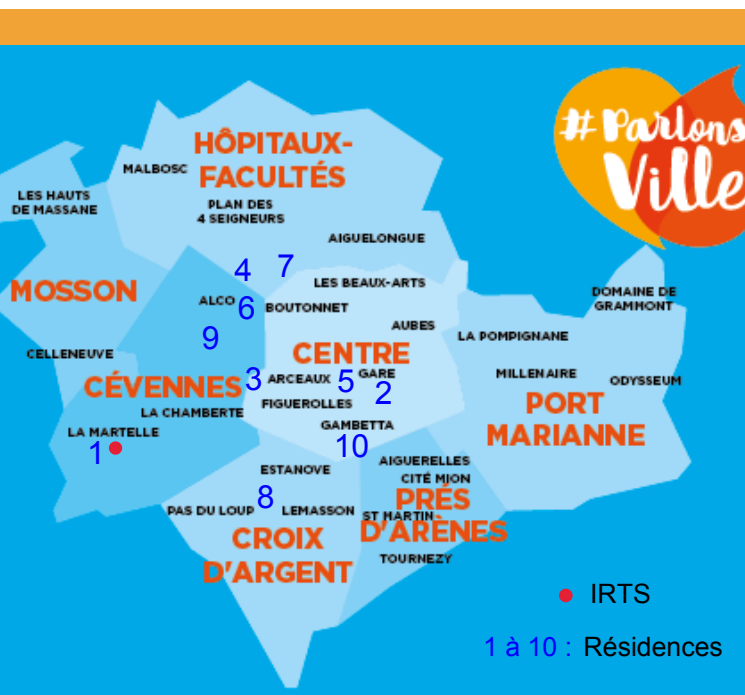 # Parlons
Ville
HÔPITAUX-
FACULTÉS
MALBOSC
LES HAUTS
DE MASSANE
PLAN DES
4 SEIGNEURS
AIGUELONGUE
4
7
LES BEAUX-ARTS
MOSSON
ALCO
6
BOUTONNET
DOMAINE DE
GRAMMONT
9
AUBES
LA POMPIGNANE
CELLENEUVE
CENTRE
CÉVENNES
3
ARCEAUX
5
GARE
2
MILLENAIRE
ODYSSEUM
LA CHAMBERTE
FIGUEROLLES
PORT
MARIANNE
LA MARTELLE
GAMBETTA
1
10
ESTANOVE
AIGUERELLES
CITÉ MION
PAS DU LOUP
8
LEMASSON
ST MARTIN
PRÉS
D'ARÈNES
CROIX
D'ARGENT
TOURNEZY
IRTS
1 à 10 : Résidences